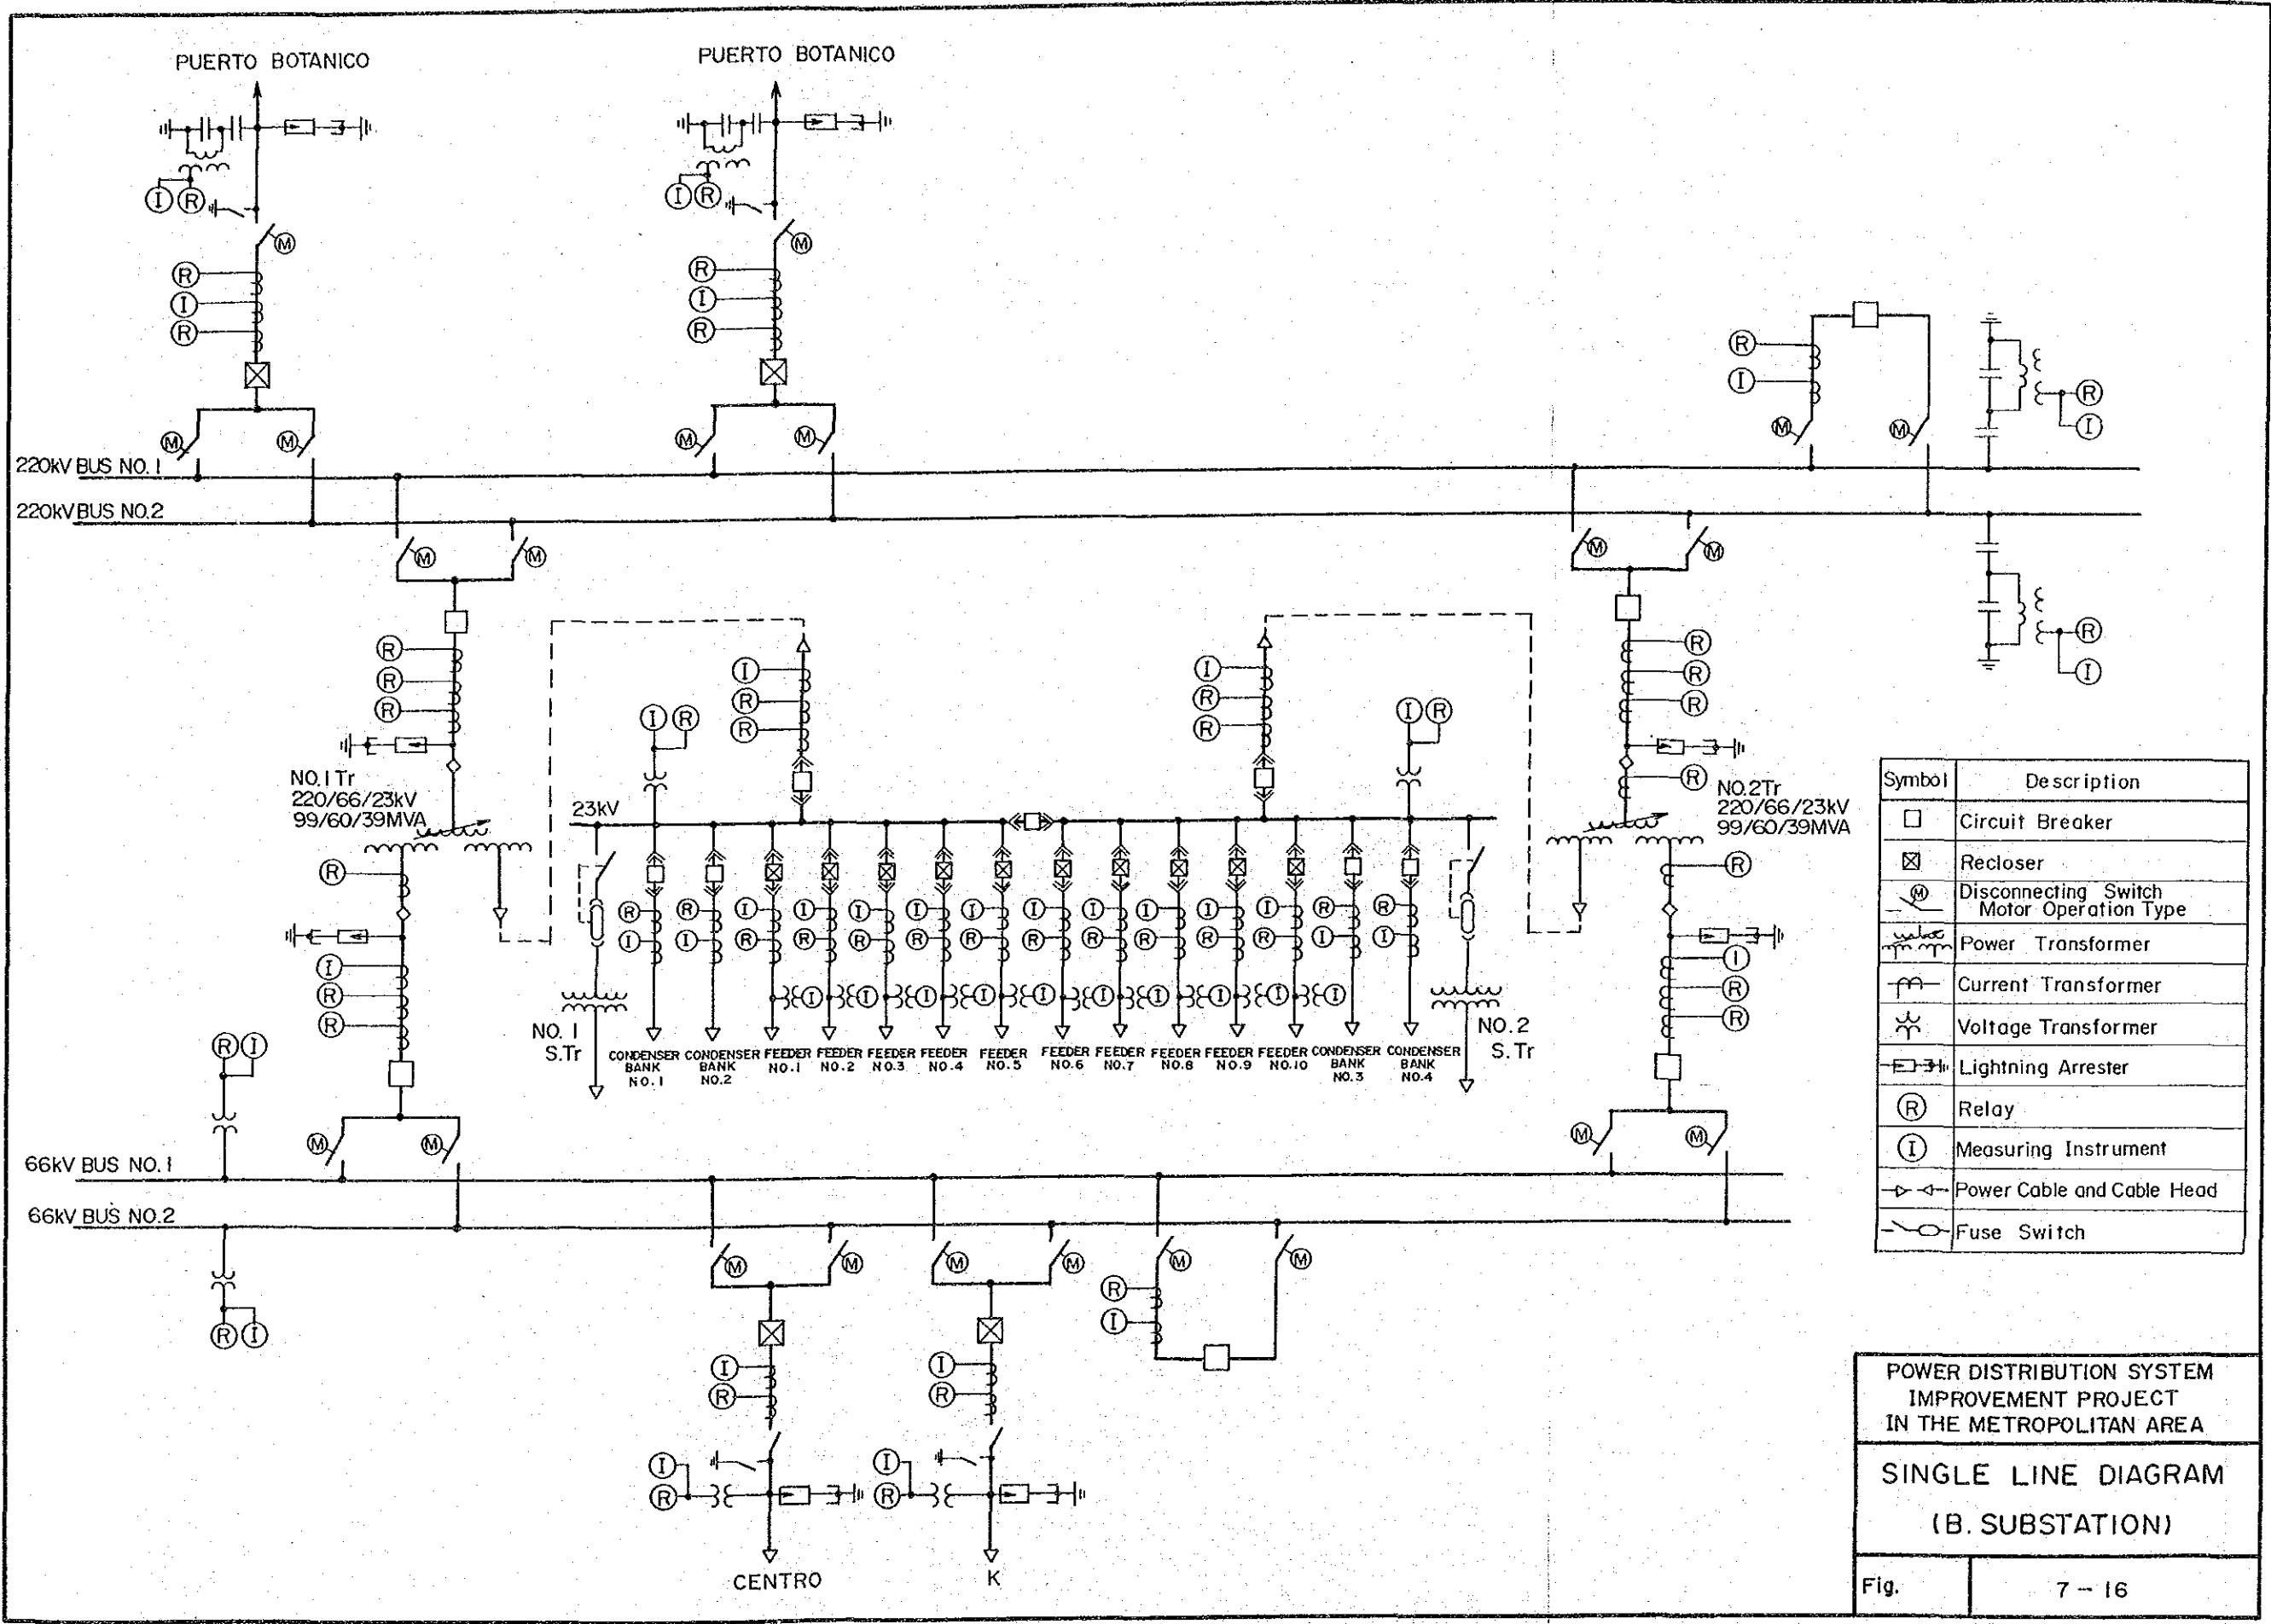 PUERTO BOTANICO
PUERTO BOTANICO
I R
I R
M
M
R
R
I
I
R
R
R
I
R
I
M M
M M
M M
220kV BUS NO.1
220kV BUS NO.2
M M
M M
R
I
R
R
R
I
R
R
R
NO.1 Tr
220/66/23kV
99/60/39MVA
I R
I
R
R
I
R
R
I R
R
R
R
R
NO.2Tr
220/66/23kV
99/60/39MVA
23kV
R
I
R
R
R R I I I I I I I I I I R R
I I R R R R R R R R R R I I
I I I I I I I I I I
R
I
R
R
NO. 1
S.Tr
NO. 2
S. Tr
CONDENSER
BANK
NO. 1
CONDENSER
BANK
NO.2
FEEDER
NO.1
FEEDER
NO.2
FEEDER
NO.3
FEEDER
NO.4
FEEDER
NO.5
FEEDER
NO.6
FEEDER
NO.7
FEEDER
NO.8
FEEDER
NO.9
FEEDER
NO.10
CONDENSER
BANK
NO.3
CONDENSER
BANK
NO.4
R I
M M
M M
66kV BUS NO.1
66kV BUS NO.2
R I
M M
M M
M M
R
I
I
R
I
R
I
R
I
R
CENTRO
K
Symbol Description
Circuit Breaker
Recloser
M Disconnecting Switch
Motor Operation Type
Power Transformer
Current Transformer
Voltage Transformer
Lightning Arrester
R Relay
I Measuring Instrument
Power Cable and Cable Head
Fuse Switch
POWER DISTRIBUTION SYSTEM
IMPROVEMENT PROJECT
IN THE METROPOLITAN AREA
SINGLE LINE DIAGRAM
(B. SUBSTATION)
Fig. 7-16